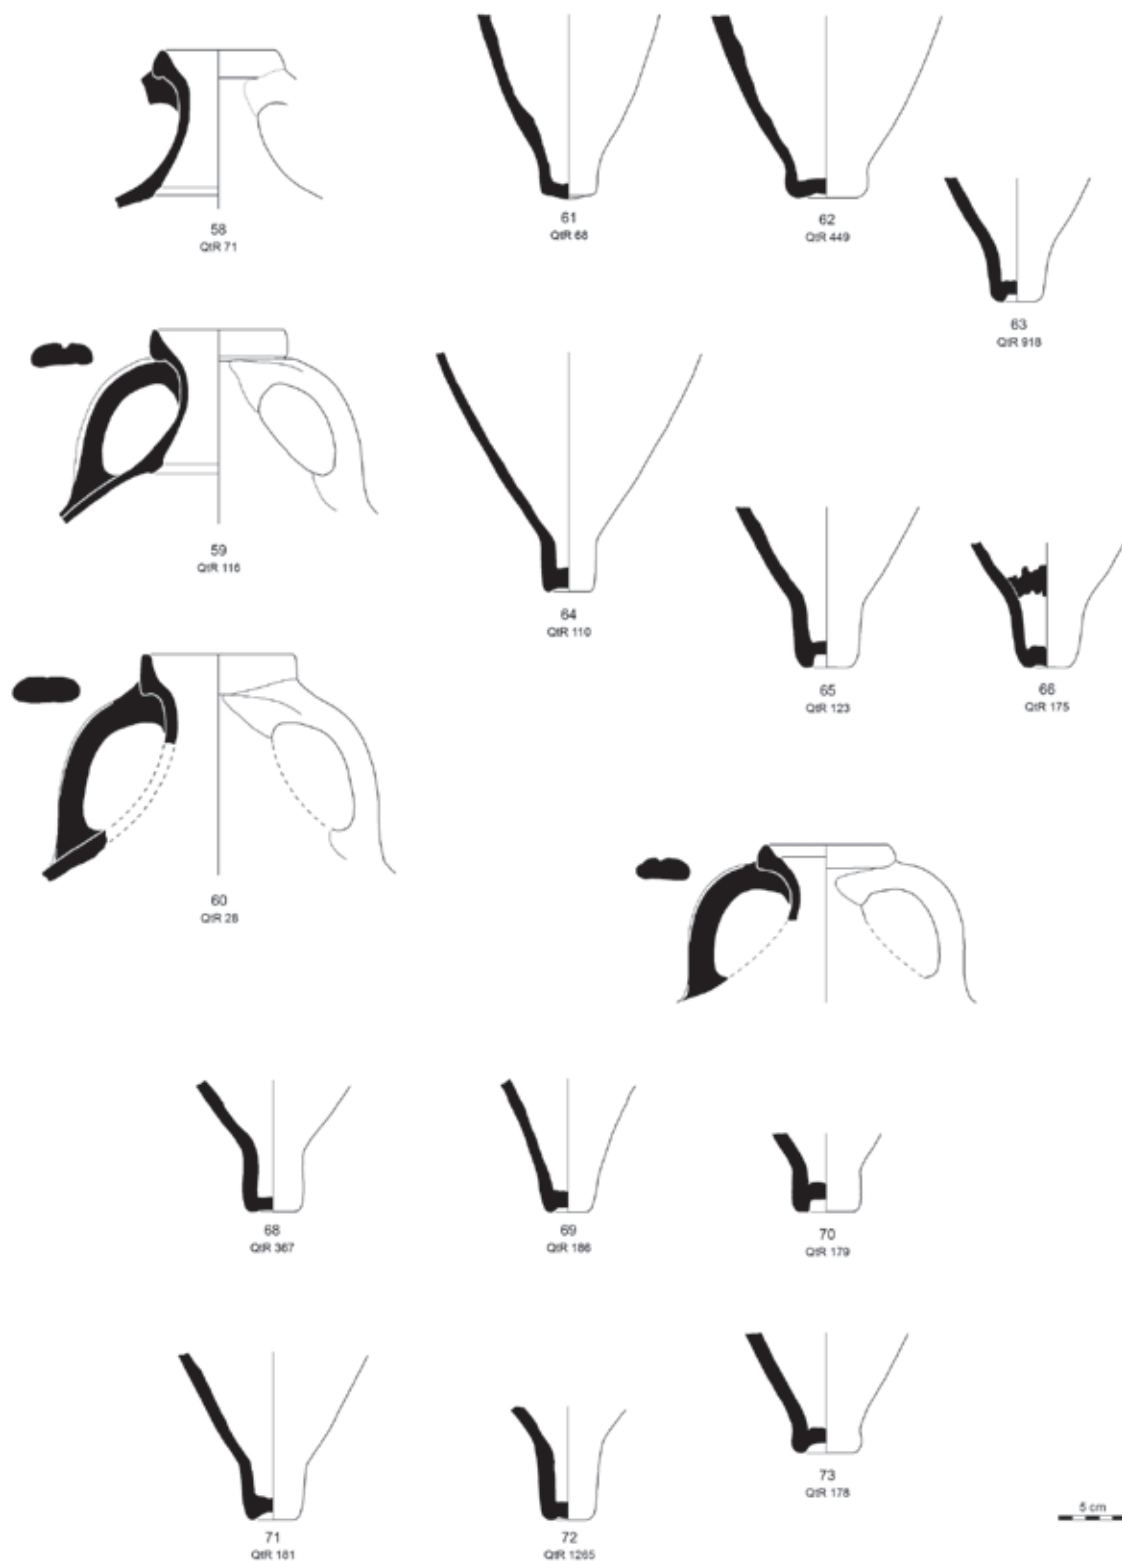 58
QtR 71
61
QtR 68
62
QtR 449
63
QtR 918
59
QtR 116
64
QtR 110
65
QtR 123
66
QtR 175
60
QtR 28
68
QtR 367
69
QtR 186
70
QtR 179
71
QtR 181
72
QtR 1265
73
QtR 178
5 cm